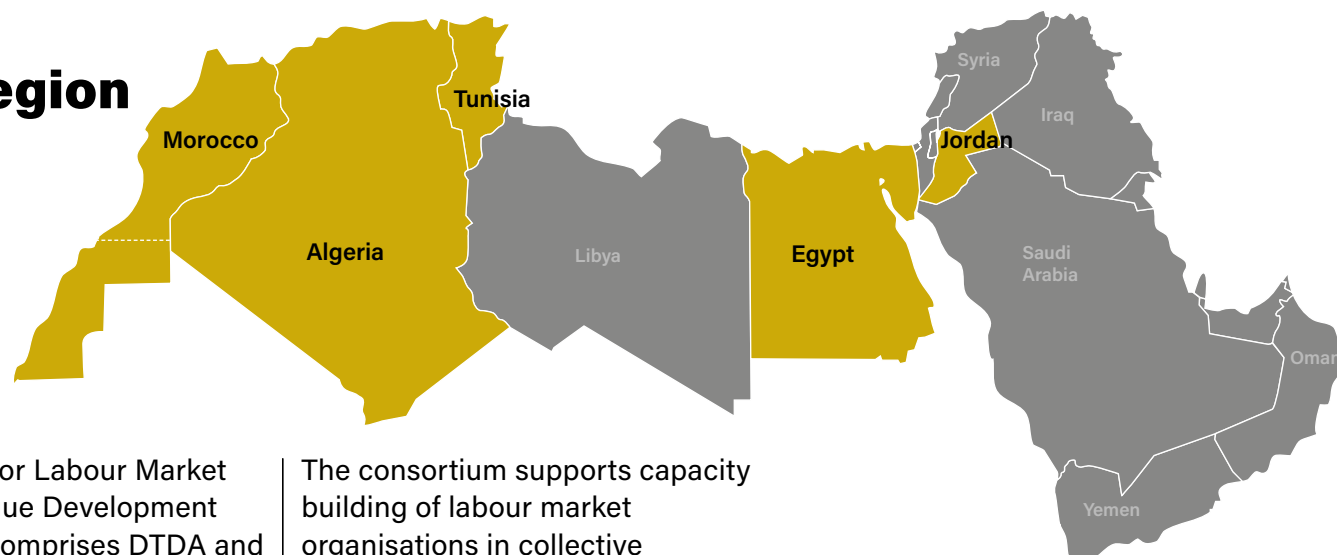 egion
Syria
Iraq
Tunisia
Morocco
Jordan
Algeria
Libya
Egypt
Saudi
Arabia
Oman
Yemen
or Labour Market
ue Development
omprises DTDA and
The consortium supports capacity
building of labour market
organisations in collective